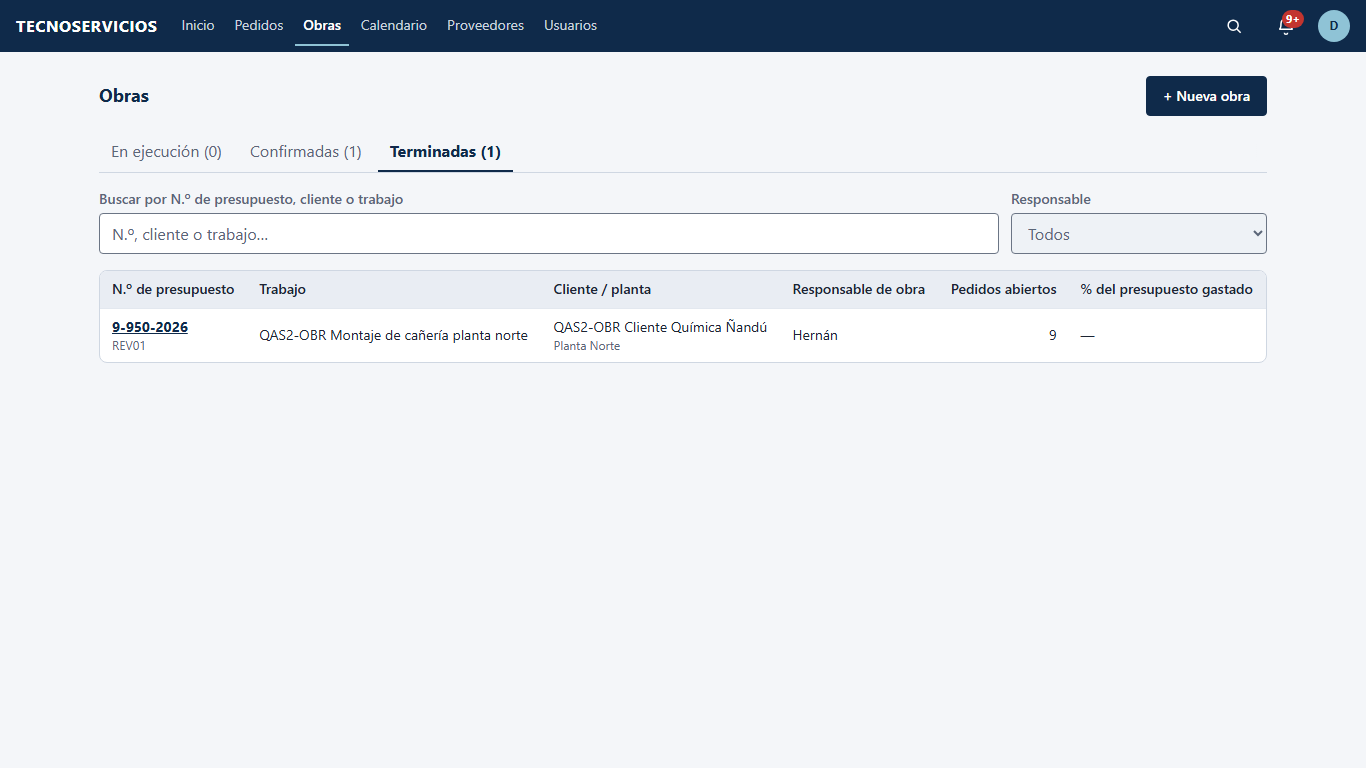 TECNOSERVICIOS Inicio Pedidos Obras Calendario Proveedores Usuarios 9+ D
Obras + Nueva obra
En ejecución (0) Confirmadas (1) Terminadas (1)
Buscar por N.º de presupuesto, cliente o trabajo Responsable
N.º, cliente o trabajo... Todos
N.º de presupuesto Trabajo Cliente / planta Responsable de obra Pedidos abiertos % del presupuesto gastado
9-950-2026 QAS2-OBR Montaje de cañería planta norte QAS2-OBR Cliente Química Ñandú Hernán 9 —
REV01 Planta Norte